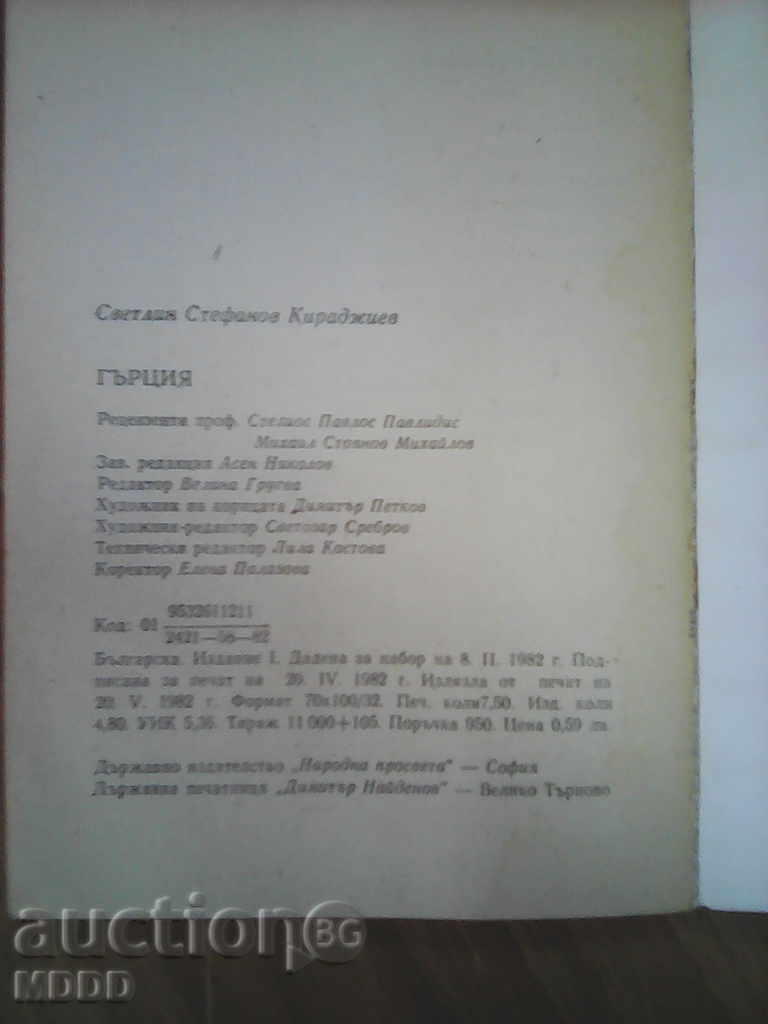 Светлин Стефанов Кираджиев
ГЪРЦИЯ
Рецензенти проф. Стелиос Павлос Павлидис
Михаил Стоянов Михайлов
Зав. редакция Асен Николов
Редактор Велина Груева
Художник на корицата Димитър Петков
Художник-редактор Светозар Сребров
Технически редактор Лила Костова
Коректор Елена Палазова
Код: 01 9532611211
2421—58—82
Българска. Издание I. Дадена за набор на 8. II. 1982 г. Под-
писана за печат на 20. IV. 1982 г. Излязла от печат на
20. V. 1982 г. Формат 70х100/32. Печ. коли 7,50. Изд. коли
4,80. УИК 5,36. Тираж 11 000+105. Поръчка 950. Цена 0,59 лв.
Държавно издателство „Народна просвета“ — София
Държавна печатница „Димитър Найденов“ — Велико Търново
auction BG
MDDD